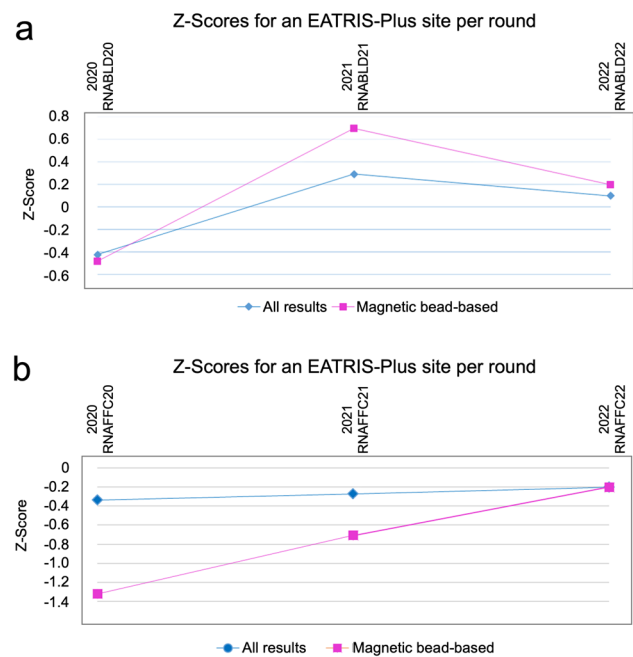 a
Z-Scores for an EATRIS-Plus site per round
2020
RNABLD20
2021
RNABLD21
2022
RNABLD22
Z-Score
0.8
0.6
0.4
0.2
0
-0.2
-0.4
-0.6
All results
Magnetic bead-based
b
Z-Scores for an EATRIS-Plus site per round
2020
RNAFFC20
2021
RNAFFC21
2022
RNAFFC22
Z-Score
0
-0.2
-0.4
-0.6
-0.8
-1.0
-1.2
-1.4
All results
Magnetic bead-based